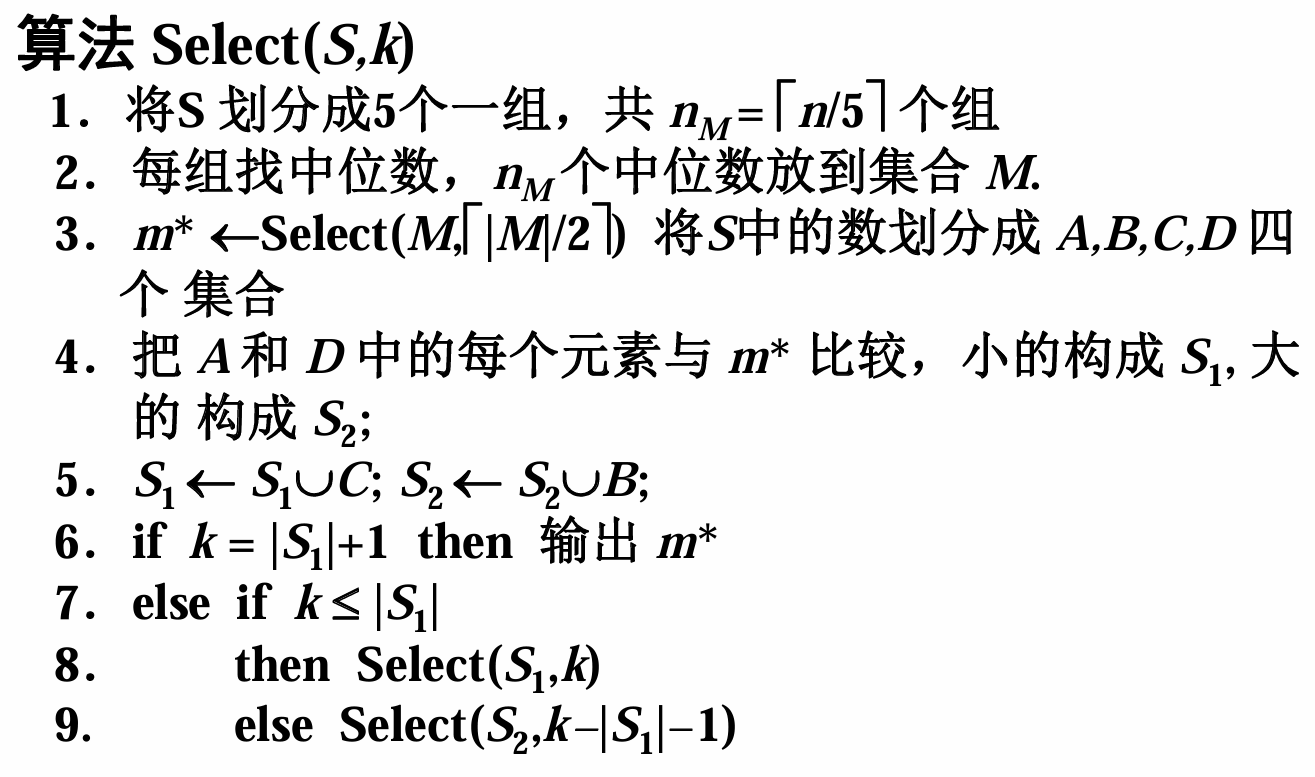 算法 Select(S,k)
1. 将S 划分成5个一组，共 nM=⌈n/5⌉个组
2. 每组找中位数，nM个中位数放到集合 M.
3. m* ←Select(M,⌈|M|/2⌉) 将S中的数划分成 A,B,C,D 四
个 集合
4. 把 A和 D 中的每个元素与 m* 比较，小的构成 S1, 大
的 构成 S2;
5. S1 ← S1∪C; S2 ← S2∪B;
6. if k = |S1|+1 then 输出 m*
7. else if k ≤ |S1|
8. then Select(S1,k)
9. else Select(S2,k–|S1|–1)